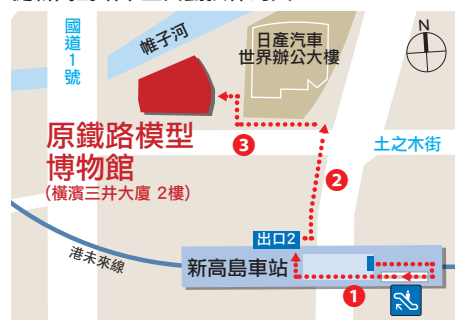 國道1號
帷子河
日產汽車
世界辦公大樓
N
原鐵路模型
博物館
(橫濱三井大廈 2樓)
3
土之木街
2
出口2
港未來線
新高島車站
1